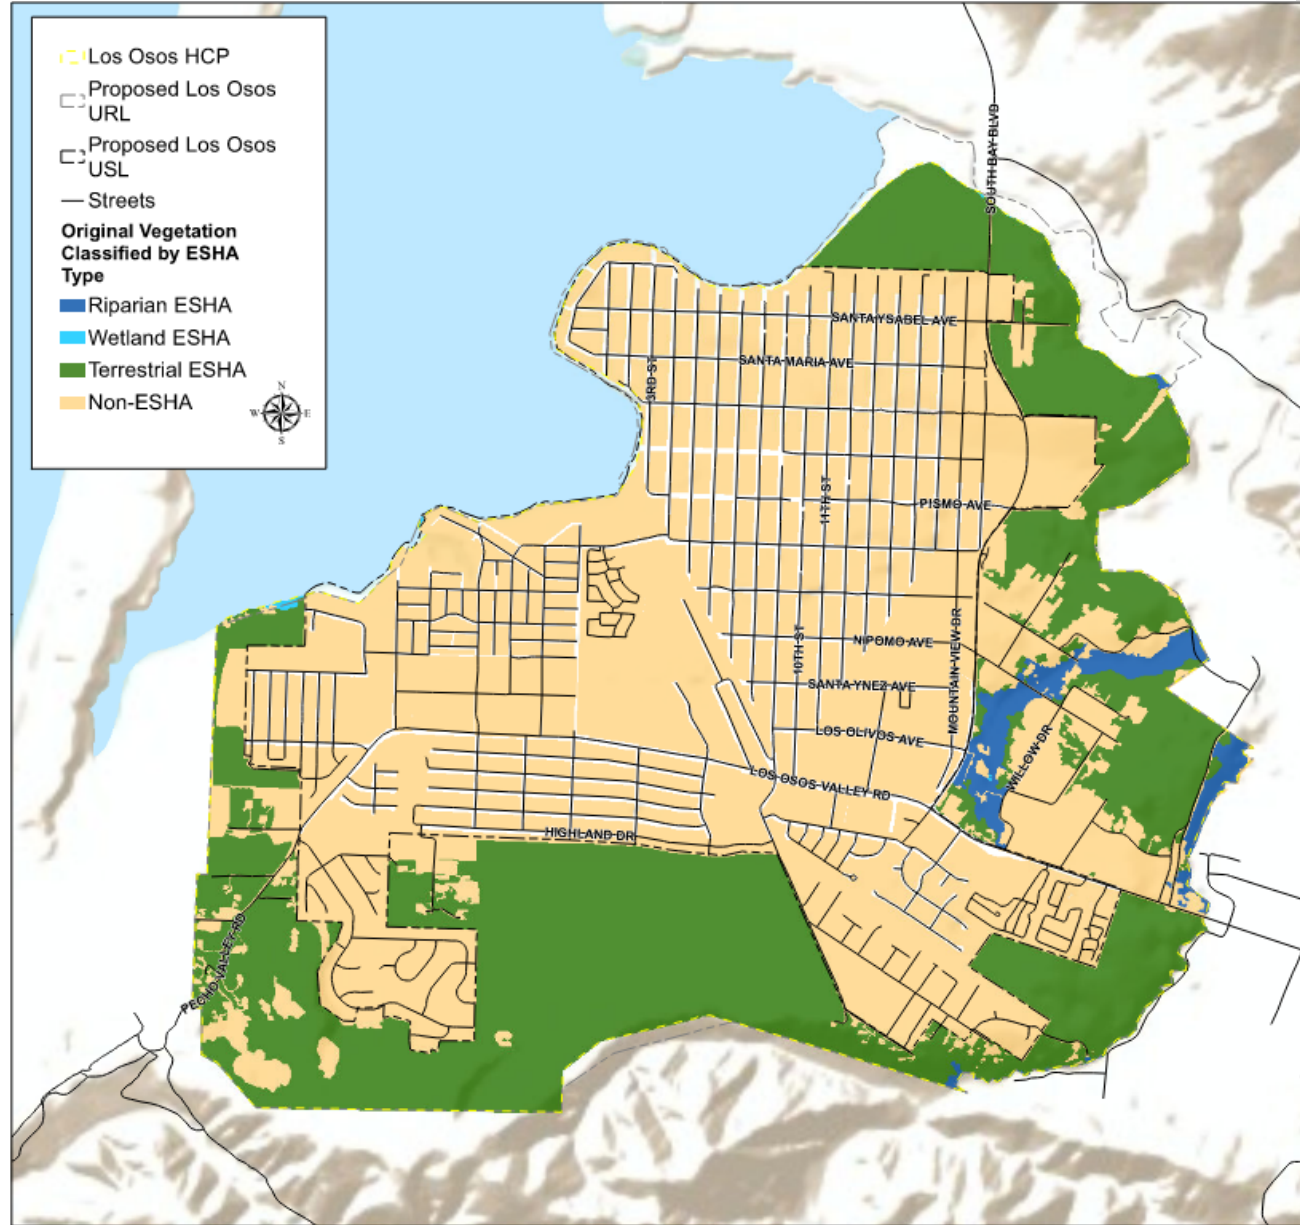 Los Osos HCP
Proposed Los Osos
URL
Proposed Los Osos
USL
Streets
Original Vegetation
Classified by ESHA
Type
Riparian ESHA
Wetland ESHA
Terrestrial ESHA
Non-ESHA
N
W E
S
SOUTH BAY BLVD
SANTA YSABEL AVE
SANTA MARIA AVE
3RD ST
11TH ST
PISMO AVE
NIPOMO AVE
10TH ST
MOUNTAIN VIEW DR
SANTA YNEZ AVE
LOS OLIVOS AVE
WILLOW DR
LOS OSOS VALLEY RD
HIGHLAND DR
PECHO VALLEY RD